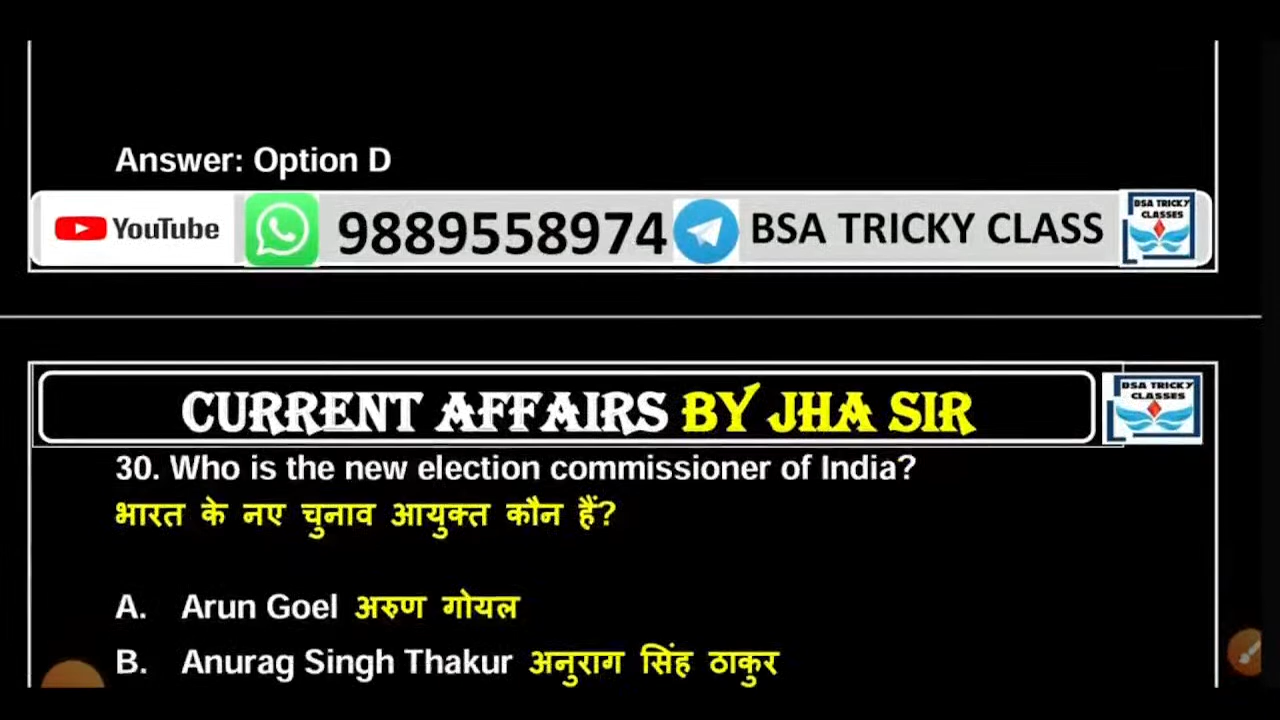 Answer: Option D
YouTube 9889558974 BSA TRICKY CLASS BSA TRICKY
CLASSES
CURRENT AFFAIRS BY JHA SIR BSA TRICKY
CLASSES
30. Who is the new election commissioner of India?
भारत के नए चुनाव आयुक्त कौन हैं?
A. Arun Goel अरुण गोयल
B. Anurag Singh Thakur अनुराग सिंह ठाकुर